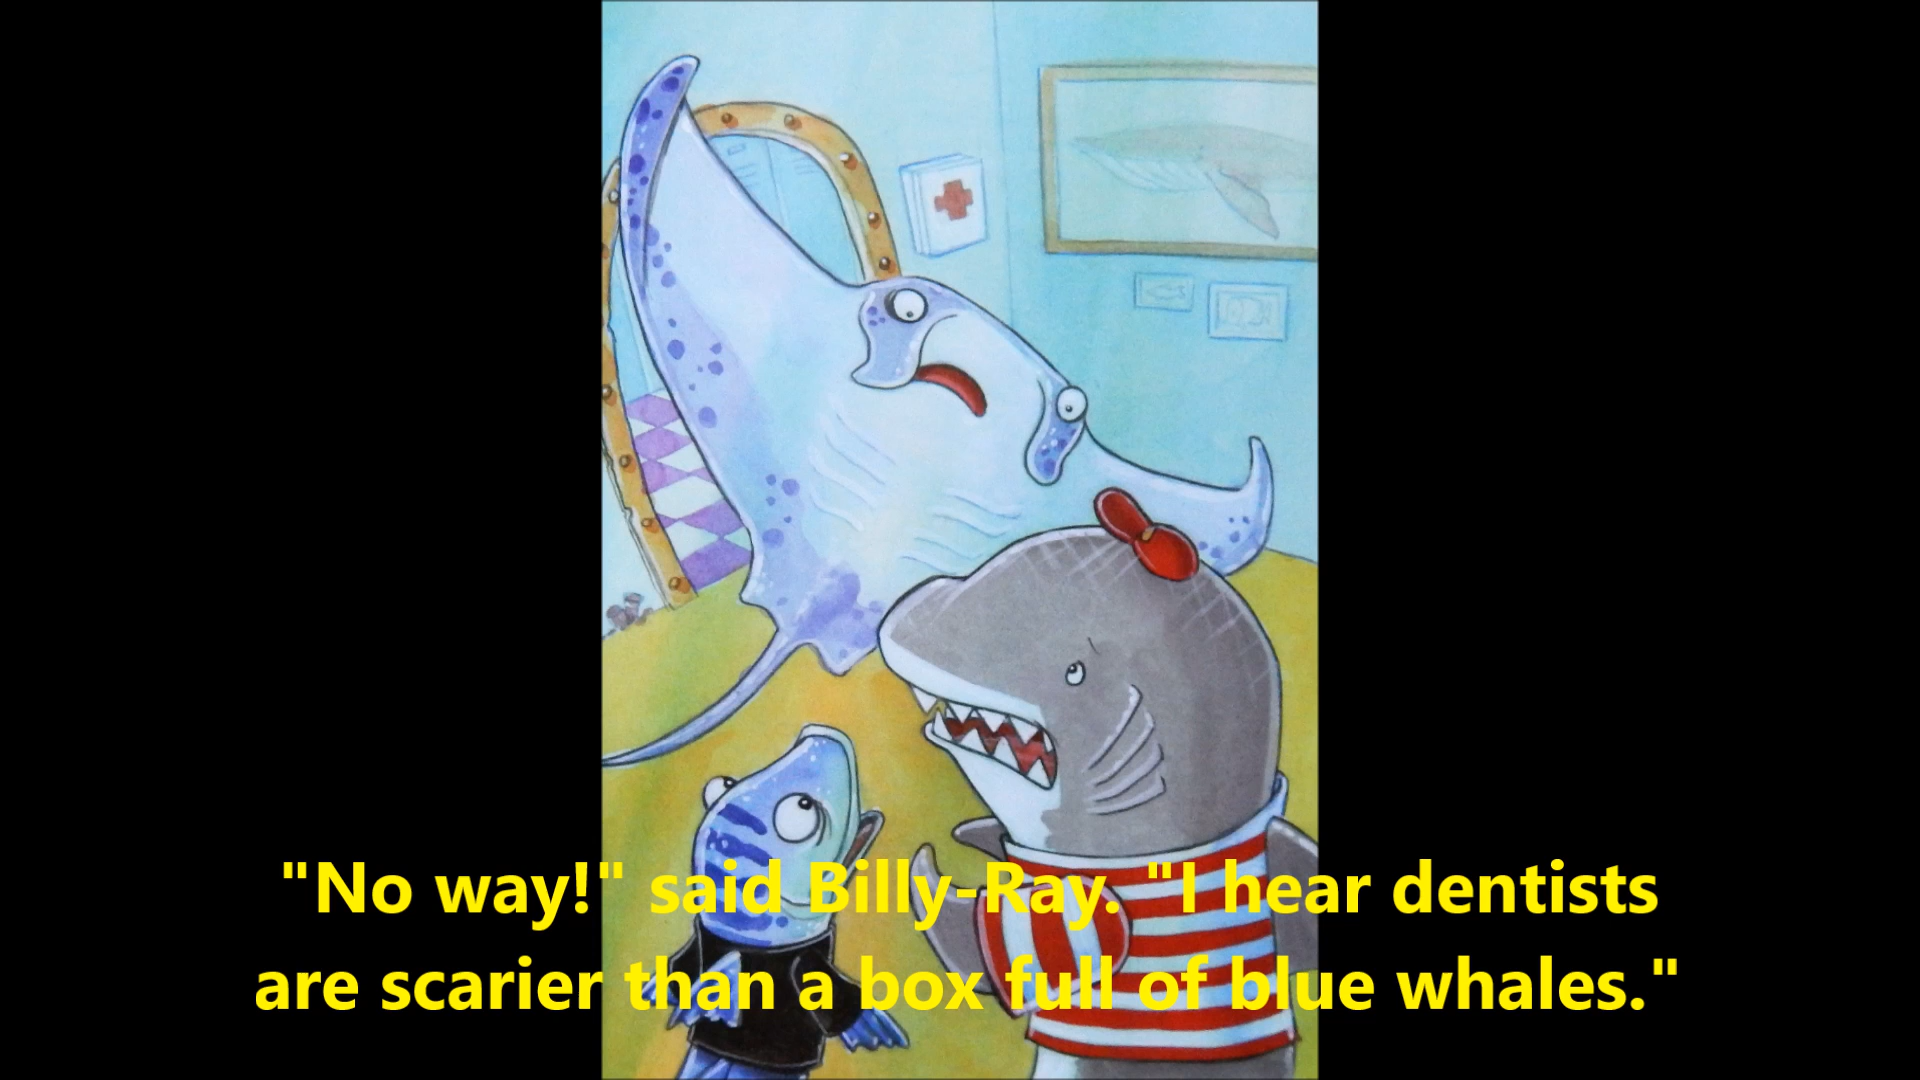 "No way!" said Billy-Ray. "I hear dentists
are scarier than a box full of blue whales."